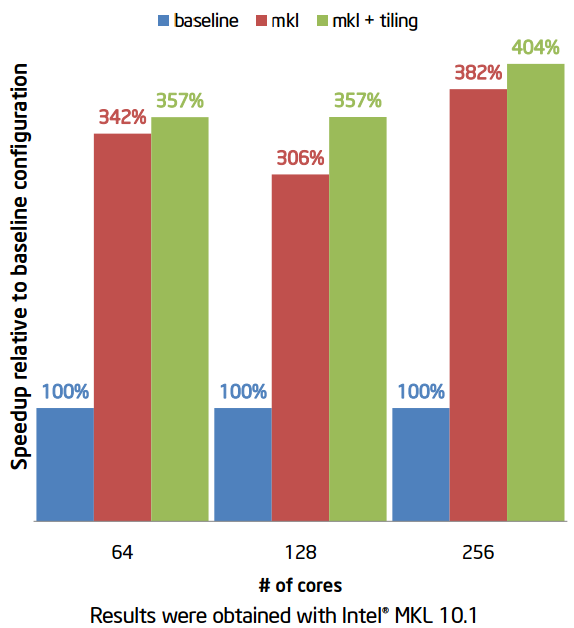 baseline mkl mkl + tiling
Speedup relative to baseline configuration
100% 342% 357%
100% 306% 357%
100% 382% 404%
64 128 256
# of cores
Results were obtained with Intel® MKL 10.1